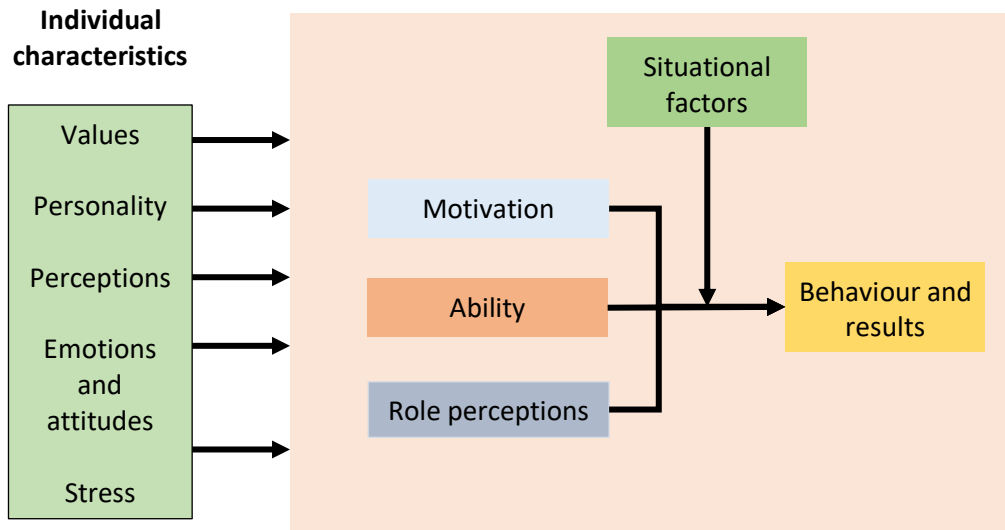 Individual
characteristics
Values
Personality
Perceptions
Emotions
and
attitudes
Stress
Situational
factors
Motivation
Ability
Role perceptions
Behaviour and
results